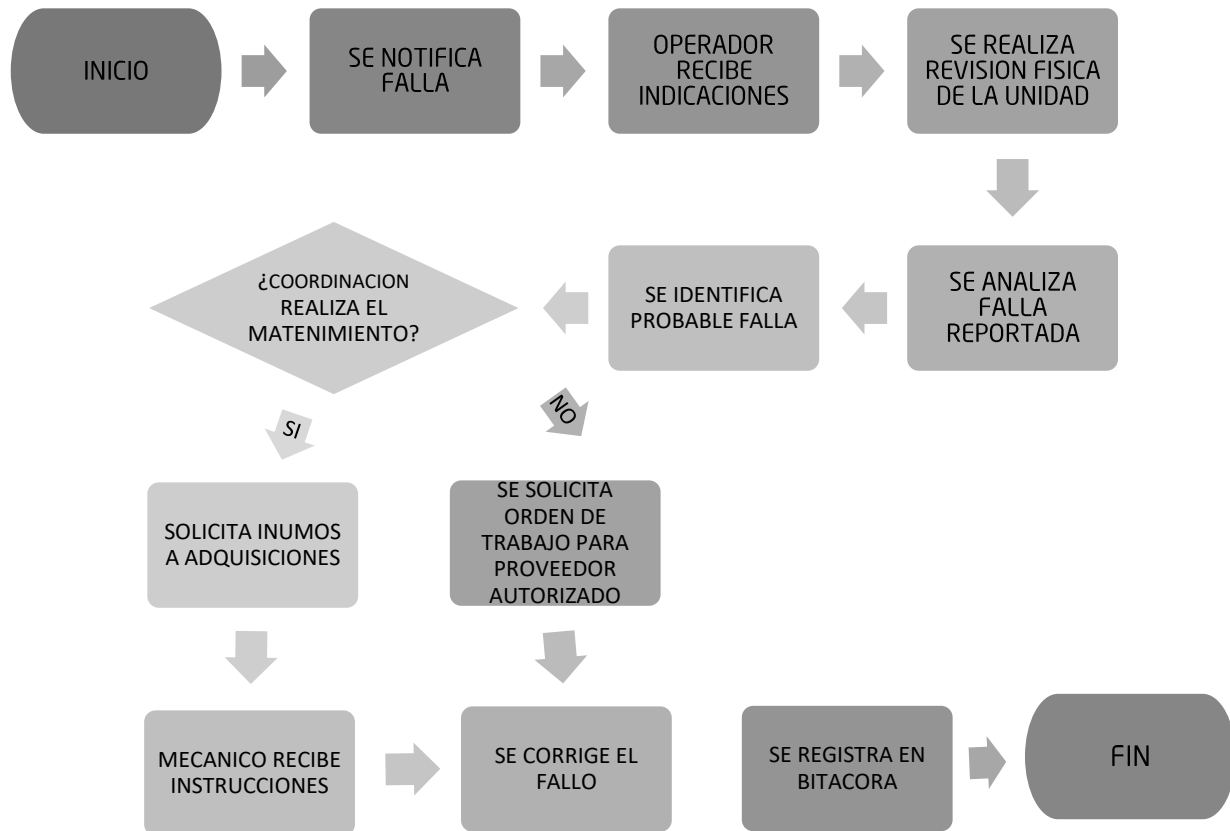 INICIO
SE NOTIFICA
FALLA
OPERADOR
RECIBE
INDICACIONES
SE REALIZA
REVISION FISICA
DE LA UNIDAD
SE ANALIZA
FALLA
REPORTADA
SE IDENTIFICA
PROBABLE FALLA
¿COORDINACION
REALIZA EL
MATENIMIENTO?
SI
NO
SOLICITA INUMOS
A ADQUISICIONES
SE SOLICITA
ORDEN DE
TRABAJO PARA
PROVEEDOR
AUTORIZADO
MECANICO RECIBE
INSTRUCCIONES
SE CORRIGE EL
FALLO
SE REGISTRA EN
BITACORA
FIN